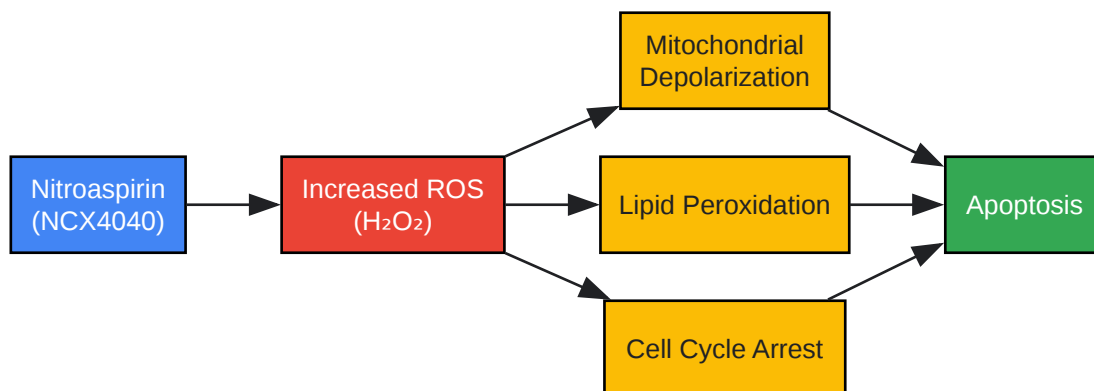 Nitroaspirin
(NCX4040)
Increased ROS
(H₂O₂)
Mitochondrial
Depolarization
Lipid Peroxidation
Cell Cycle Arrest
Apoptosis